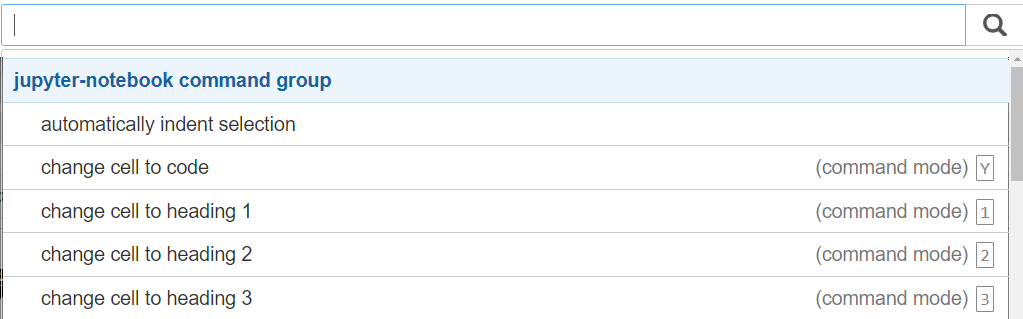 jupyter-notebook command group
automatically indent selection
change cell to code (command mode) Y
change cell to heading 1 (command mode) 1
change cell to heading 2 (command mode) 2
change cell to heading 3 (command mode) 3